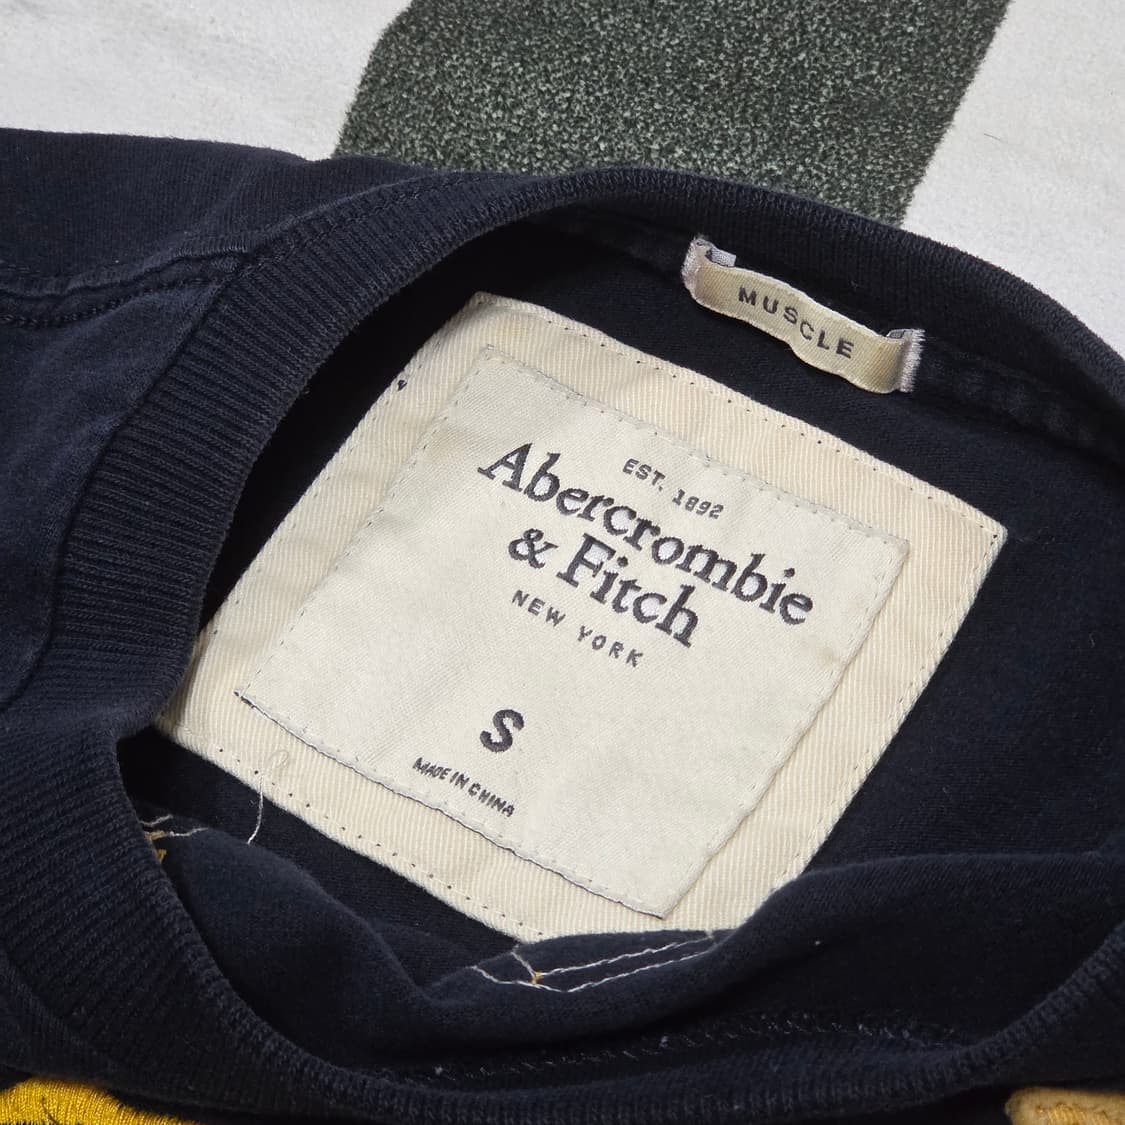 MUSCLE
EST. 1892
Abercrombie
& Fitch
NEW YORK
S
MADE IN CHINA